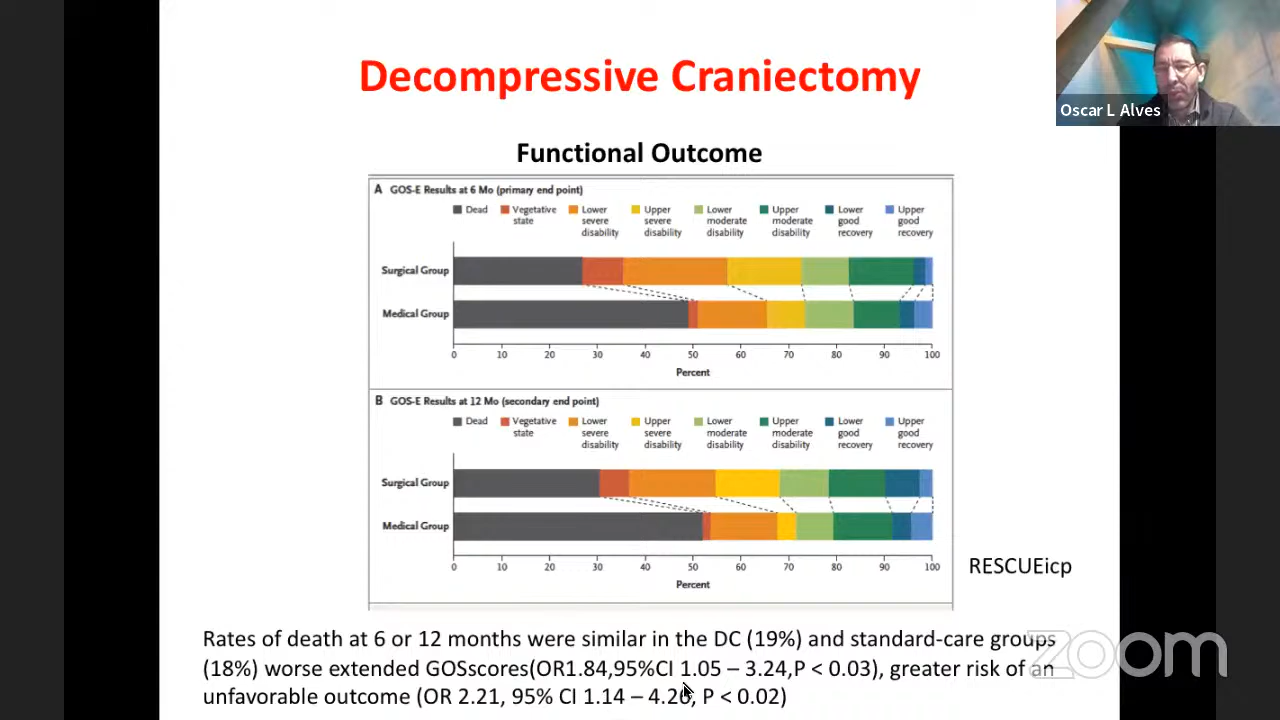 Decompressive Craniectomy
Oscar L Alves
Functional Outcome
A GOS-E Results at 6 Mo (primary end point)
Dead Vegetative state Lower severe disability Upper severe disability Lower moderate disability Upper moderate disability Lower good recovery Upper good recovery
Surgical Group
Medical Group
0 10 20 30 40 50 60 70 80 90 100
Percent
B GOS-E Results at 12 Mo (secondary end point)
Dead Vegetative state Lower severe disability Upper severe disability Lower moderate disability Upper moderate disability Lower good recovery Upper good recovery
Surgical Group
Medical Group
0 10 20 30 40 50 60 70 80 90 100
Percent
RESCUEicp
Rates of death at 6 or 12 months were similar in the DC (19%) and standard-care groups
(18%) worse extended GOSscores(OR1.84,95%CI 1.05 – 3.24,P < 0.03), greater risk of an
unfavorable outcome (OR 2.21, 95% CI 1.14 – 4.26, P < 0.02)
zoom